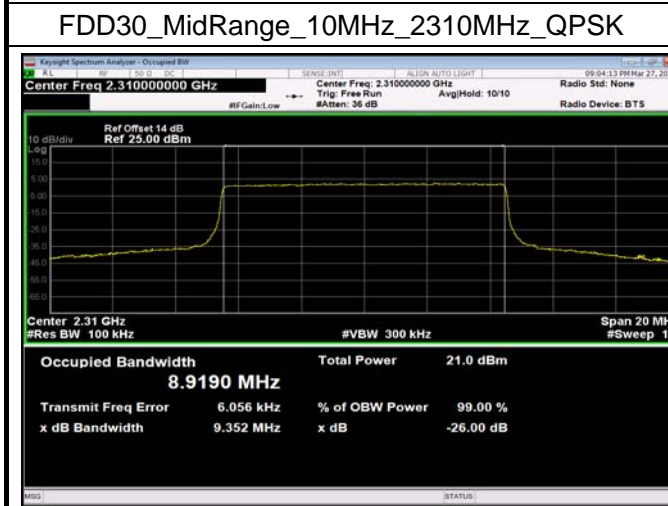 FDD30_MidRange_10MHz_2310MHz_QPSK
Keysight Spectrum Analyzer - Occupied BW
RL RF 50 Ω DC SENSE:INT ALIGN AUTO LIGHT 09:04:13 PM Mar 27, 20
Center Freq 2.310000000 GHz Center Freq: 2.310000000 GHz Radio Std: None
Trig: Free Run Avg|Hold: 10/10
#IFGain:Low #Atten: 36 dB Radio Device: BTS
Ref Offset 14 dB
10 dB/div Ref 25.00 dBm
Log
15.0
5.00
-5.00
-15.0
-25.0
-35.0
-45.0
-55.0
-65.0
Center 2.31 GHz Span 20 MH
#Res BW 100 kHz #VBW 300 kHz #Sweep 1
Occupied Bandwidth Total Power 21.0 dBm
8.9190 MHz
Transmit Freq Error 6.056 kHz % of OBW Power 99.00 %
x dB Bandwidth 9.352 MHz x dB -26.00 dB
MSG STATUS